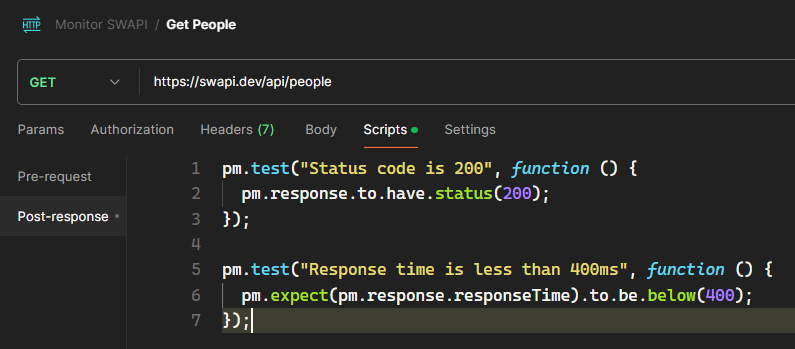 HTTP Monitor SWAPI / Get People
GET https://swapi.dev/api/people
Params Authorization Headers (7) Body Scripts Settings
Pre-request
Post-response
1 pm.test("Status code is 200", function () {
2   pm.response.to.have.status(200);
3 });
4
5 pm.test("Response time is less than 400ms", function () {
6   pm.expect(pm.response.responseTime).to.be.below(400);
7 });